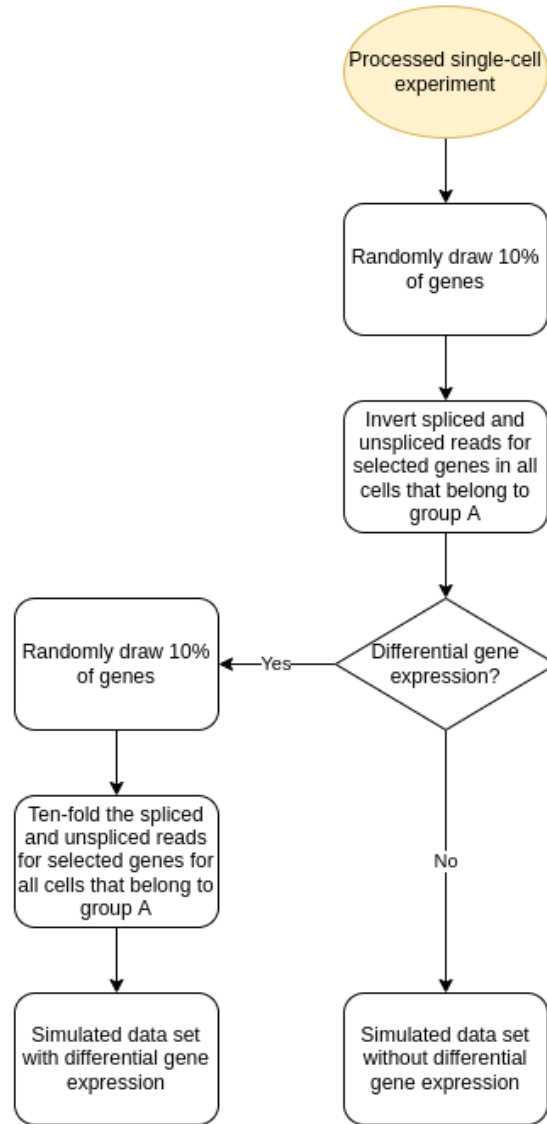 Processed single-cell
experiment
Randomly draw 10%
of genes
Invert spliced and
unspliced reads for
selected genes in all
cells that belong to
group A
Differential gene
expression?
Yes
Randomly draw 10%
of genes
Ten-fold the spliced
and unspliced reads
for selected genes for
all cells that belong to
group A
Simulated data set
with differential gene
expression
No
Simulated data set
without differential
gene expression